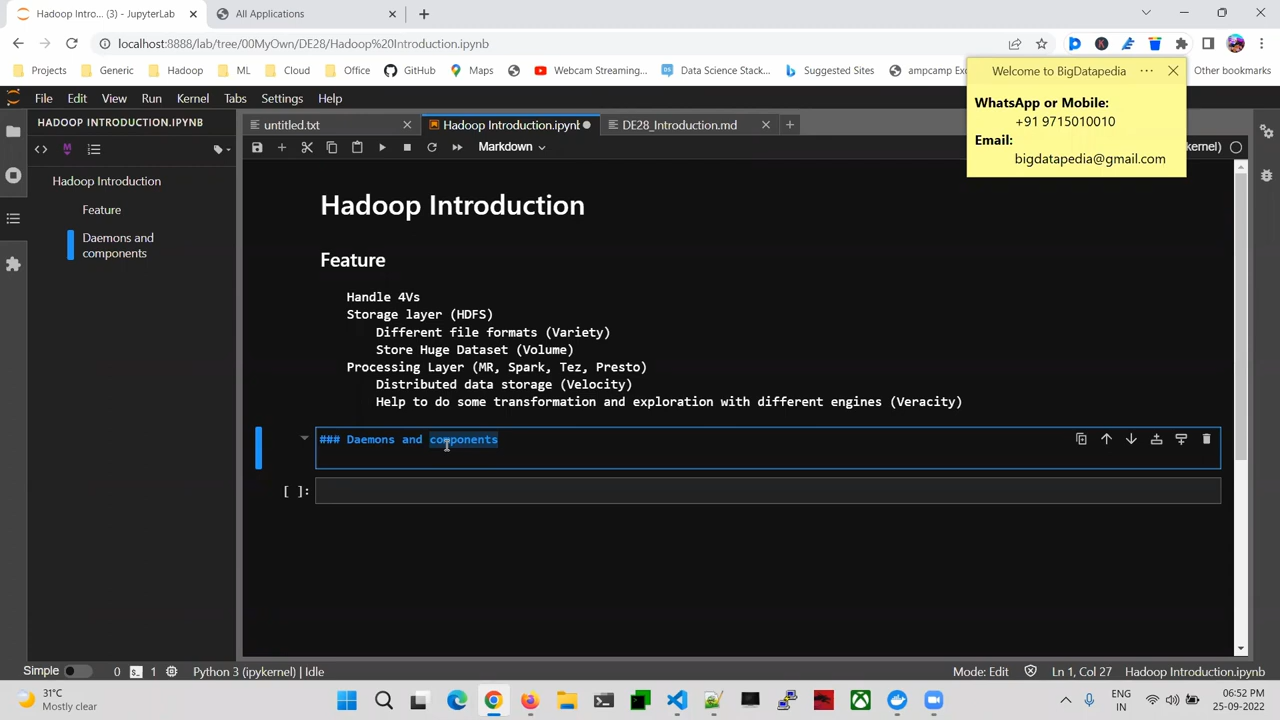 Hadoop Intro... (3) - JupyterLab
All Applications
localhost:8888/lab/tree/00MyOwn/DE28/Hadoop%20Introduction.ipynb
Projects
Generic
Hadoop
ML
Cloud
Office
GitHub
Maps
Webcam Streaming...
Data Science Stack...
Suggested Sites
ampcamp Exe
Other bookmarks
Welcome to BigDatapedia
WhatsApp or Mobile:
+91 9715010010
Email:
bigdatapedia@gmail.com
File Edit View Run Kernel Tabs Settings Help
HADOOP INTRODUCTION.IPYNB
untitled.txt
Hadoop Introduction.ipynb
DE28_Introduction.md
Markdown
kernel)
Hadoop Introduction
Feature
Daemons and
components
Hadoop Introduction
Feature
Handle 4Vs
Storage layer (HDFS)
Different file formats (Variety)
Store Huge Dataset (Volume)
Processing Layer (MR, Spark, Tez, Presto)
Distributed data storage (Velocity)
Help to do some transformation and exploration with different engines (Veracity)
### Daemons and components
[ ]:
Simple
0
1
Python 3 (ipykernel) | Idle
Mode: Edit
Ln 1, Col 27
Hadoop Introduction.ipynb
31°C
Mostly clear
ENG
IN
06:52 PM
25-09-2022